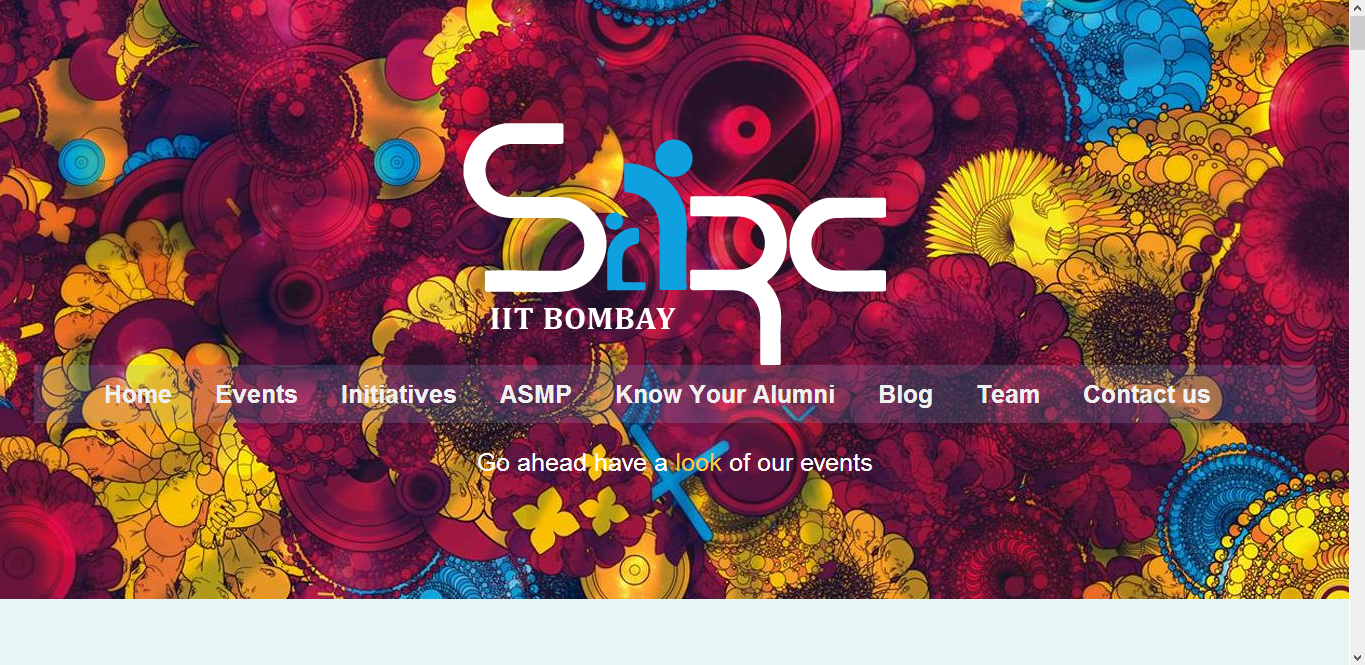 SARC
IIT BOMBAY
Home Events Initiatives ASMP Know Your Alumni Blog Team Contact us
Go ahead have a look of our events